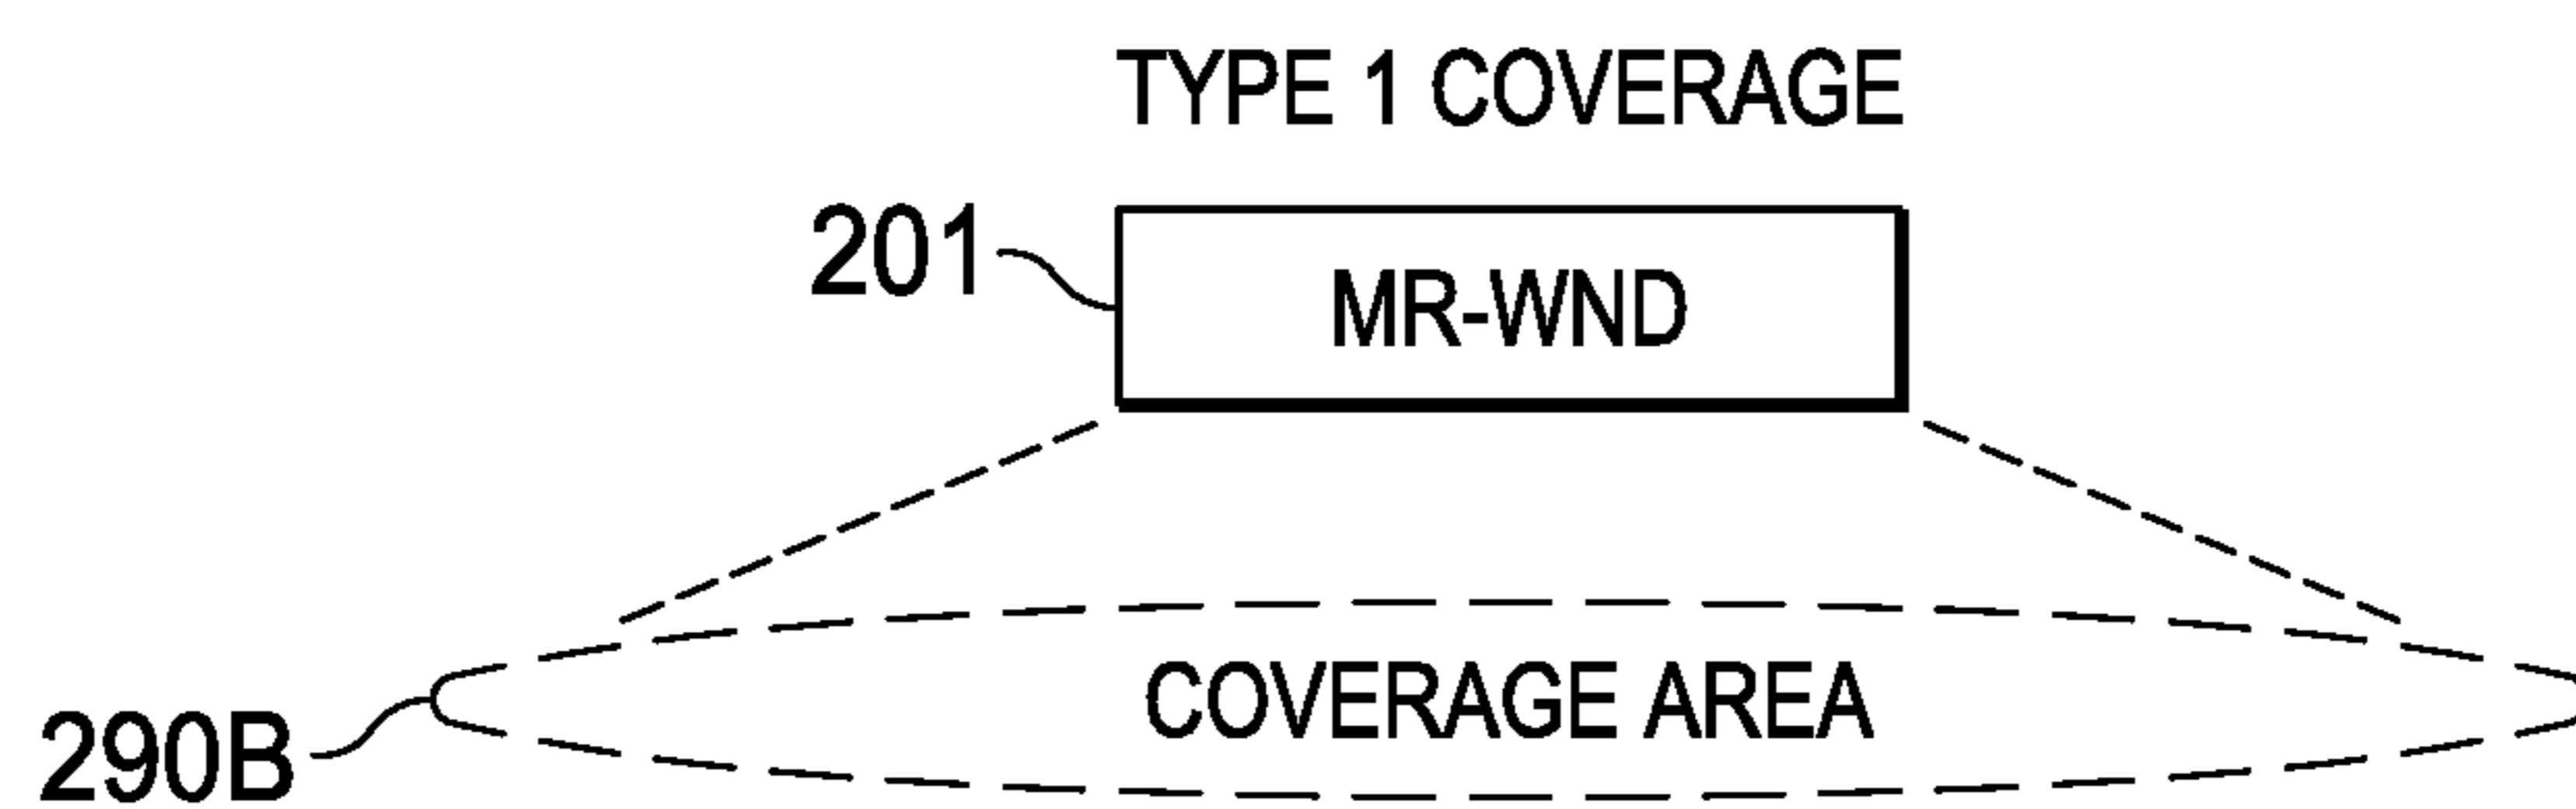 TYPE 1 COVERAGE
201
MR-WND
COVERAGE AREA
290B